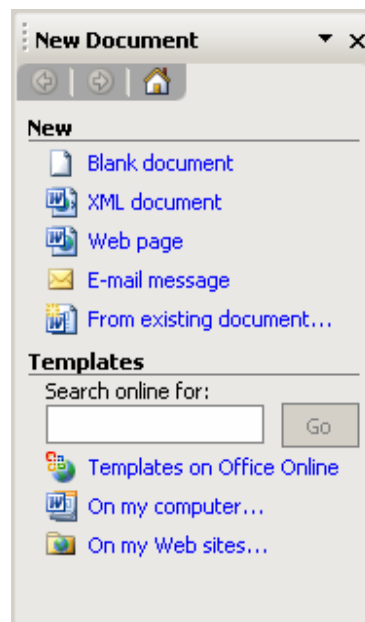 New Document
New
Blank document
XML document
Web page
E-mail message
From existing document...
Templates
Search online for:
Go
Templates on Office Online
On my computer...
On my Web sites...